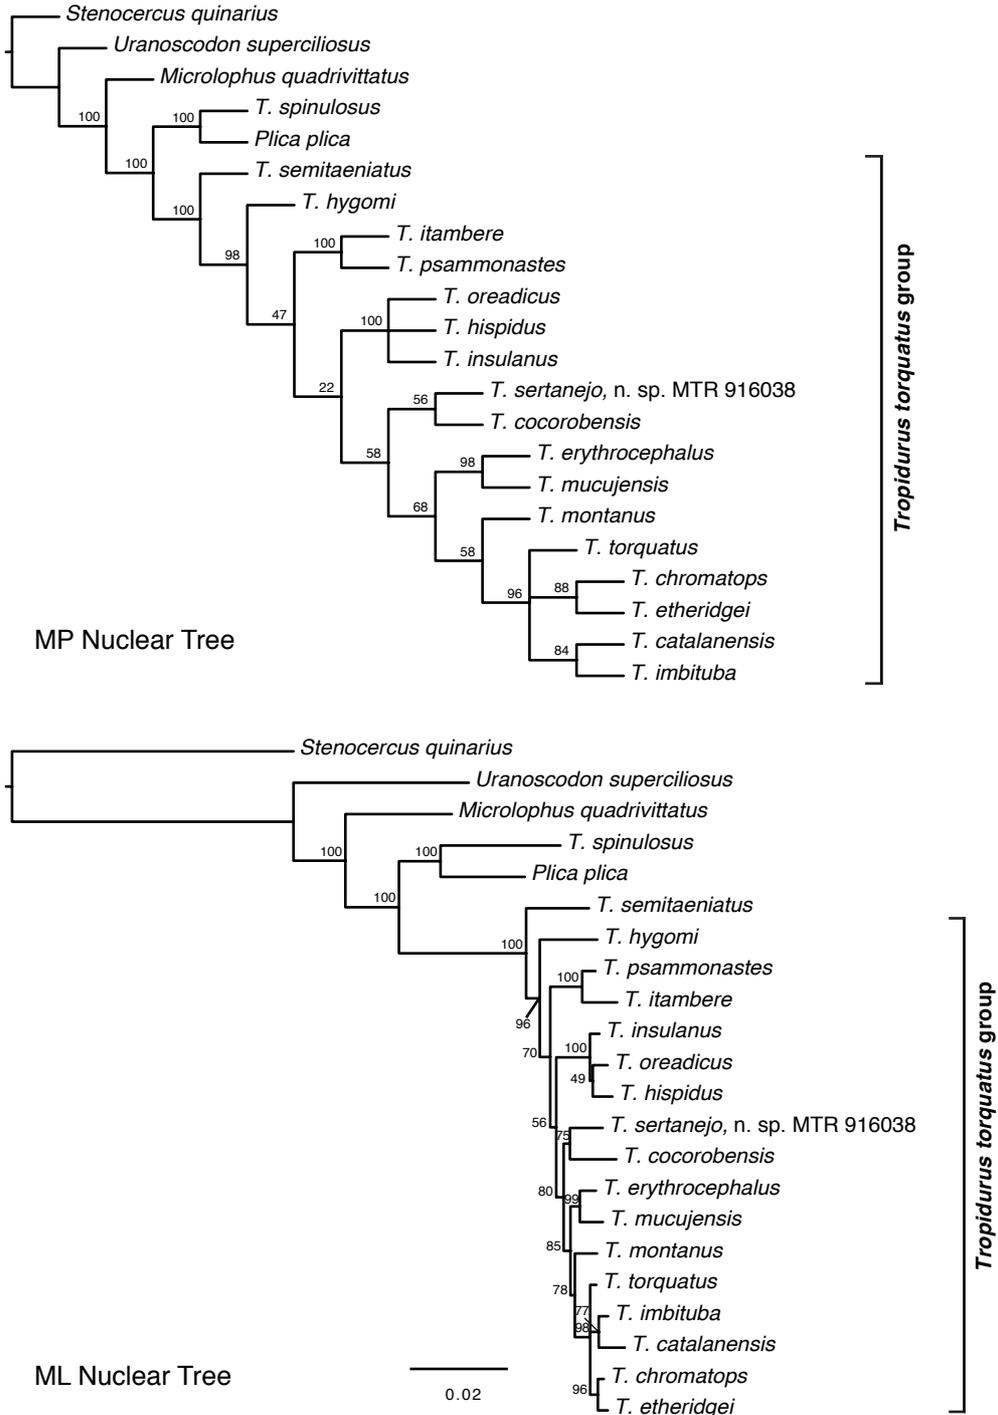 Stenocercus quinarius
Uranoscodon superciliosus
Microlophus quadrivittatus
100
T. spinulosus
100
Plica plica
100
T. semitaeniatus
100
T. hygomi
98
T. itambere
100
T. psammonastes
47
T. oreadicus
100
T. hispidus
T. insulanus
22
T. sertanejo, n. sp. MTR 916038
56
T. cocorobensis
58
T. erythrocephalus
98
T. mucujensis
68
T. montanus
58
T. torquatus
96
T. chromatops
88
T. etheridgei
T. catalanensis
84
T. imbituba
Tropidurus torquatus group
MP Nuclear Tree
Stenocercus quinarius
Uranoscodon superciliosus
Microlophus quadrivittatus
100
T. spinulosus
100
Plica plica
100
T. semitaeniatus
100
T. hygomi
96
T. psammonastes
100
T. itambere
70
T. insulanus
100
T. oreadicus
49
T. hispidus
56
T. sertanejo, n. sp. MTR 916038
75
T. cocorobensis
80
T. erythrocephalus
99
T. mucujensis
85
T. montanus
78
T. torquatus
77
T. imbituba
98
T. catalanensis
T. chromatops
96
T. etheridgei
Tropidurus torquatus group
ML Nuclear Tree
0.02